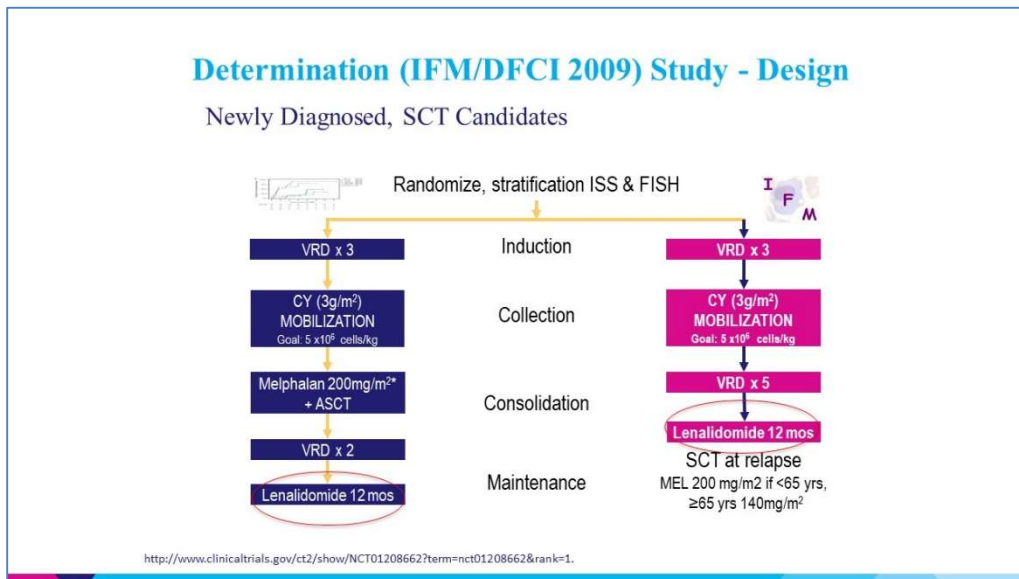 Determination (IFM/DFCI 2009) Study - Design
Newly Diagnosed, SCT Candidates
Randomize, stratification ISS & FISH
I
F
M
VRD x 3
Induction
VRD x 3
CY (3g/m²)
MOBILIZATION
Goal: 5 x10⁶ cells/kg
Collection
CY (3g/m²)
MOBILIZATION
Goal: 5 x10⁶ cells/kg
Melphalan 200mg/m²*
+ ASCT
Consolidation
VRD x 5
VRD x 2
Lenalidomide 12 mos
Maintenance
Lenalidomide 12 mos
SCT at relapse
MEL 200 mg/m2 if <65 yrs,
≥65 yrs 140mg/m²
http://www.clinicaltrials.gov/ct2/show/NCT01208662?term=nct01208662&rank=1.